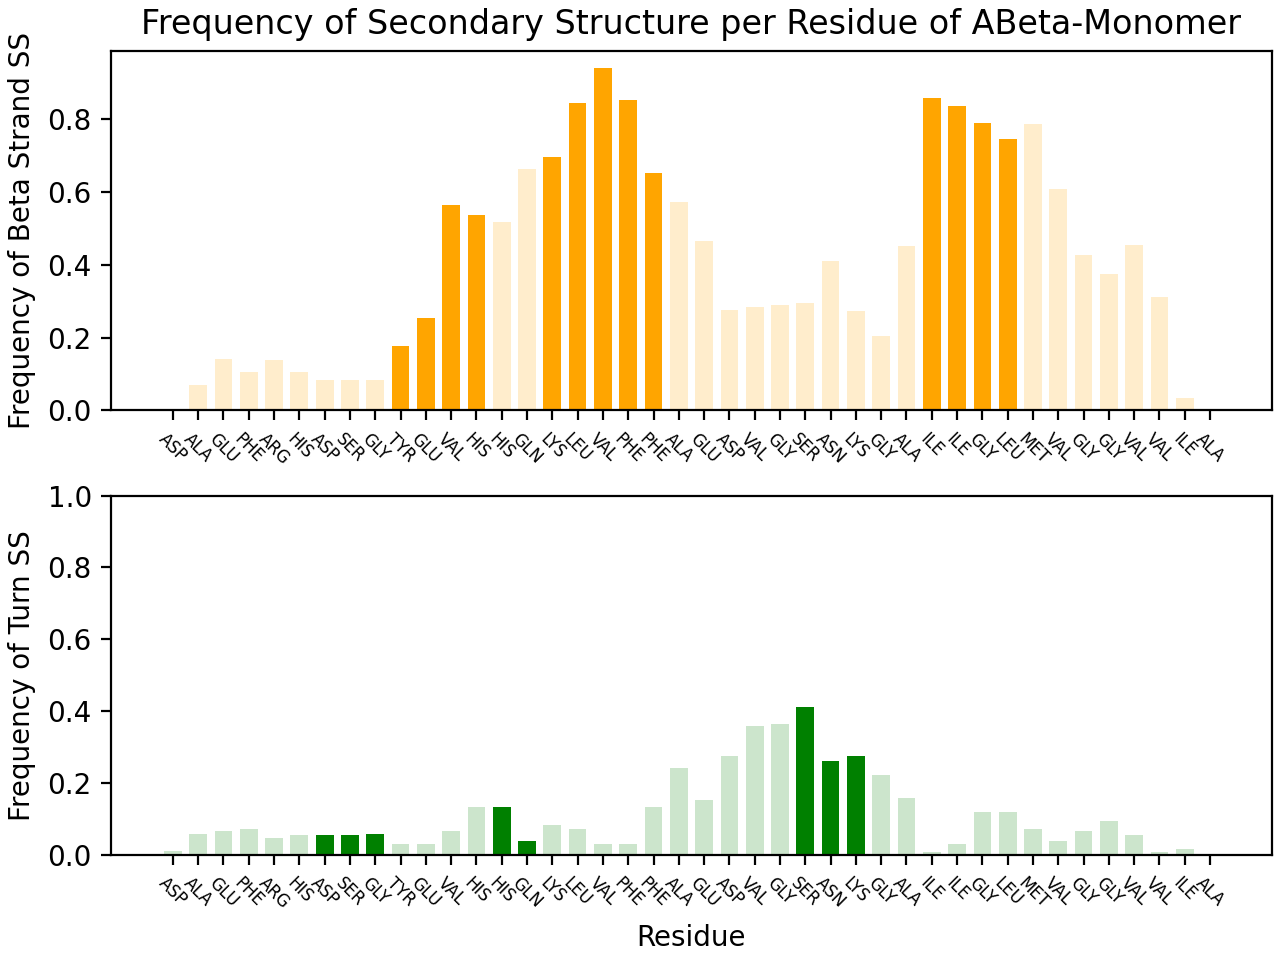 Frequency of Secondary Structure per Residue of ABeta-Monomer
Frequency of Beta Strand SS
0.8
0.6
0.4
0.2
0.0
ASP ALA GLU PHE ARG HIS ASP SER GLY TYR GLU VAL HIS HIS GLN LYS LEU VAL PHE PHE ALA GLU ASP VAL GLY SER ASN LYS GLY ALA ILE ILE GLY LEU MET VAL GLY GLY VAL VAL ILE ALA
Frequency of Turn SS
1.0
0.8
0.6
0.4
0.2
0.0
ASP ALA GLU PHE ARG HIS ASP SER GLY TYR GLU VAL HIS HIS GLN LYS LEU VAL PHE PHE ALA GLU ASP VAL GLY SER ASN LYS GLY ALA ILE ILE GLY LEU MET VAL GLY GLY VAL VAL ILE ALA
Residue